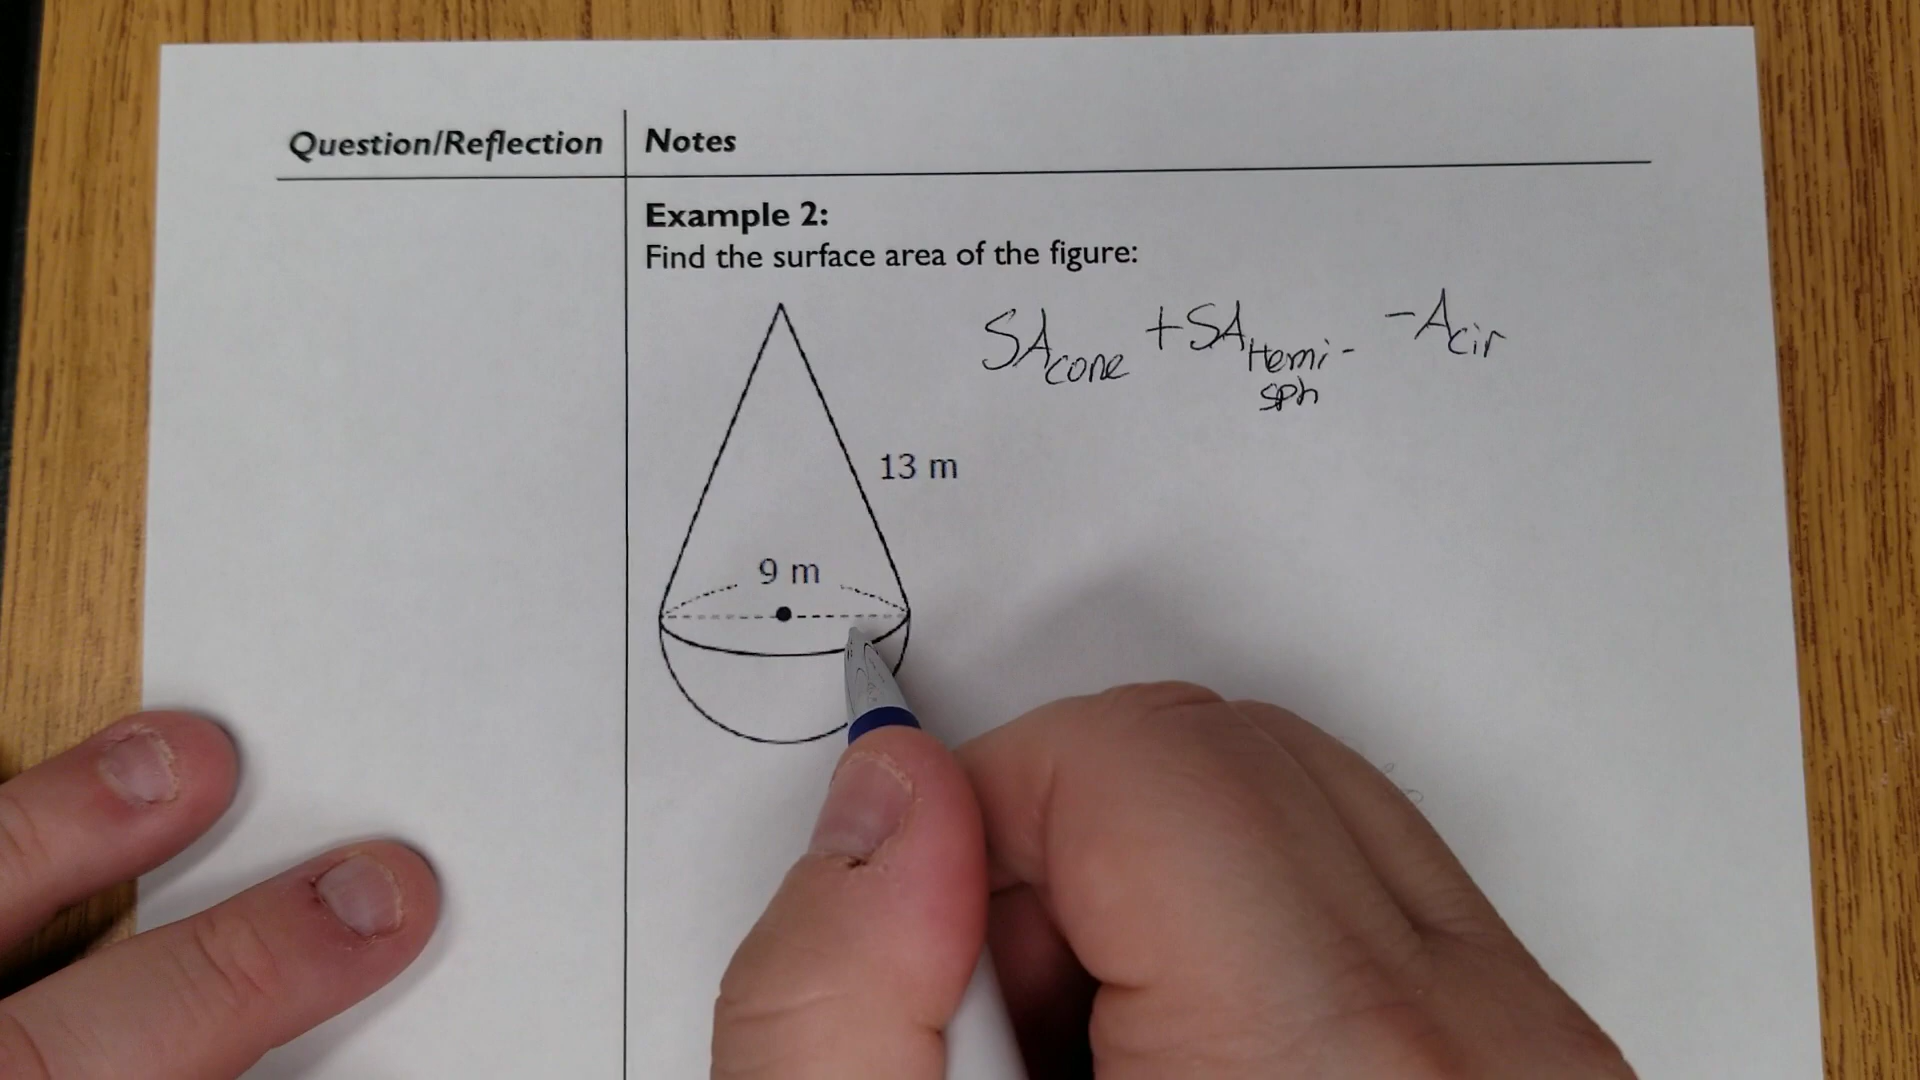 Question/Reflection
Notes
Example 2:
Find the surface area of the figure:
SAcone + SAHemi- - Acir
sph
13 m
9 m